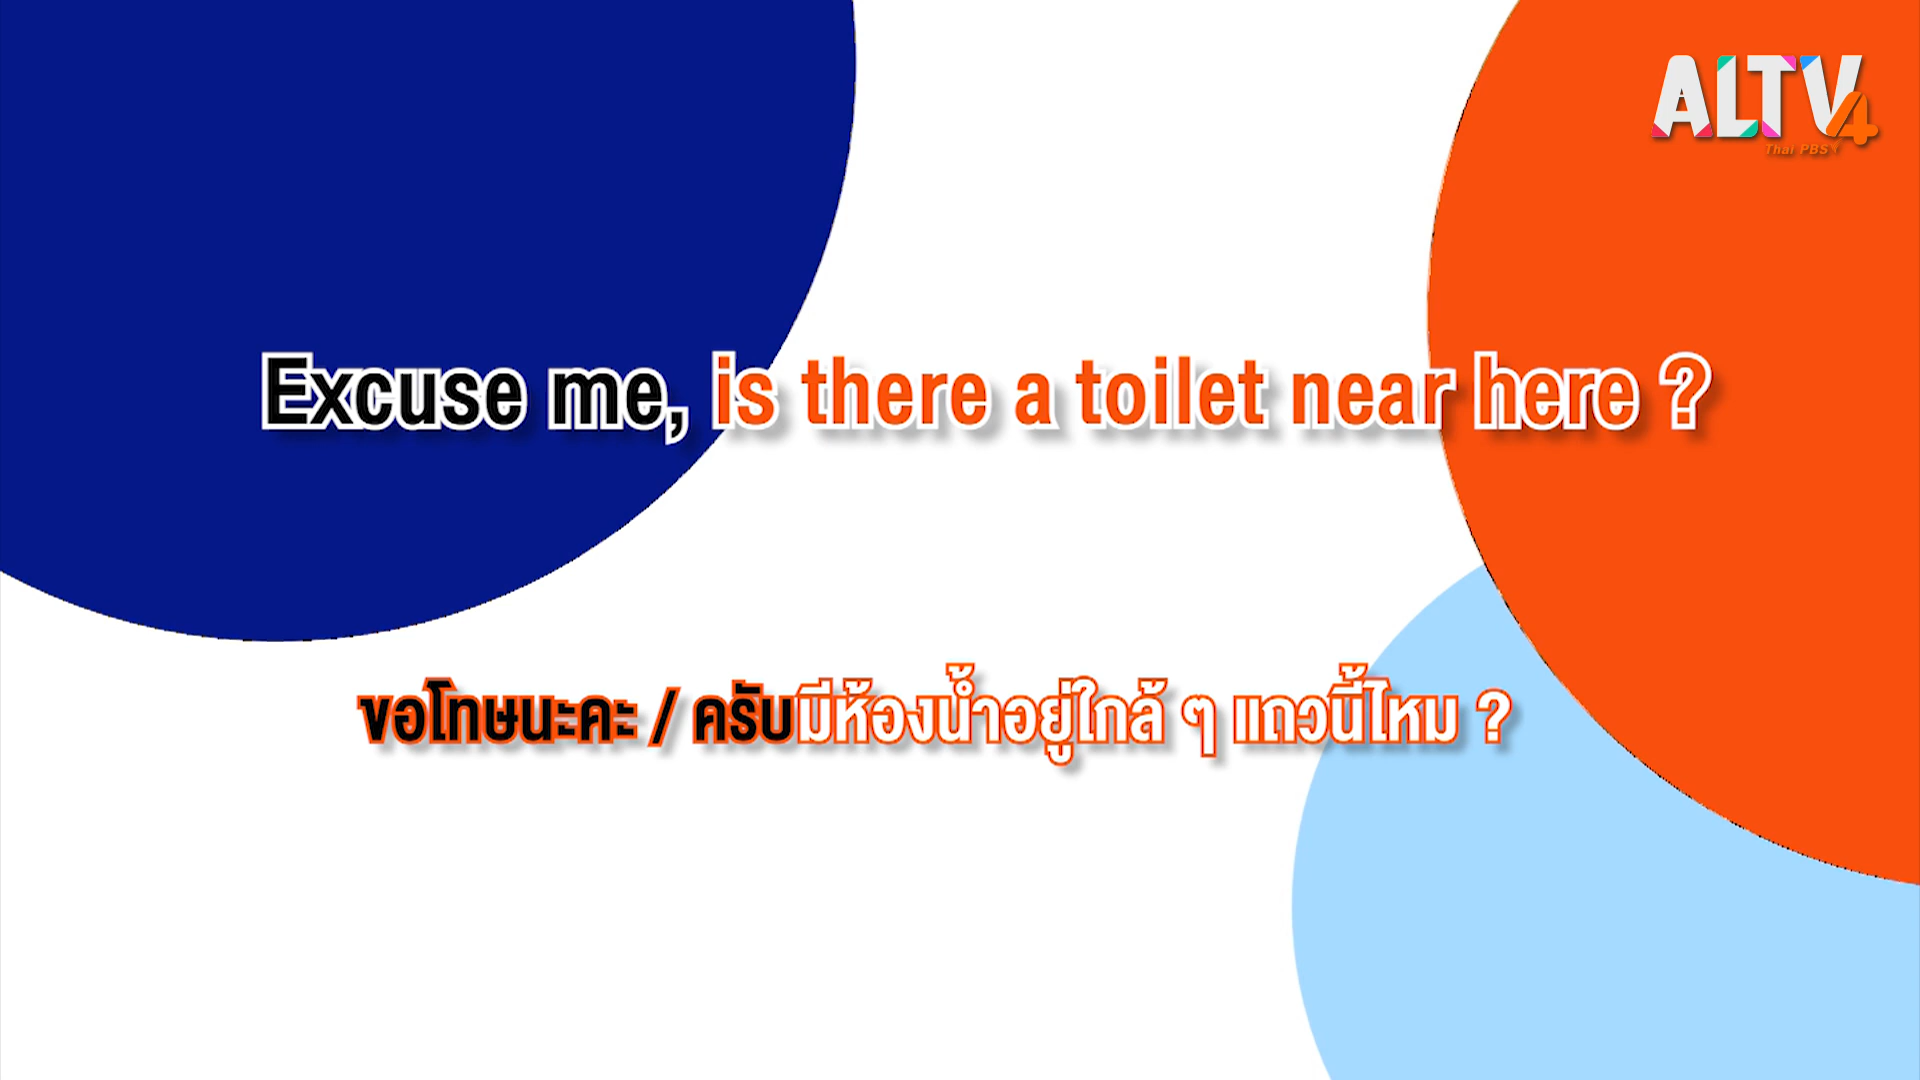 ALTV4
Thai PBS
Excuse me, is there a toilet near here ?
ขอโทษนะคะ / ครับมีห้องน้ำอยู่ใกล้ ๆ แถวนี้ไหม ?